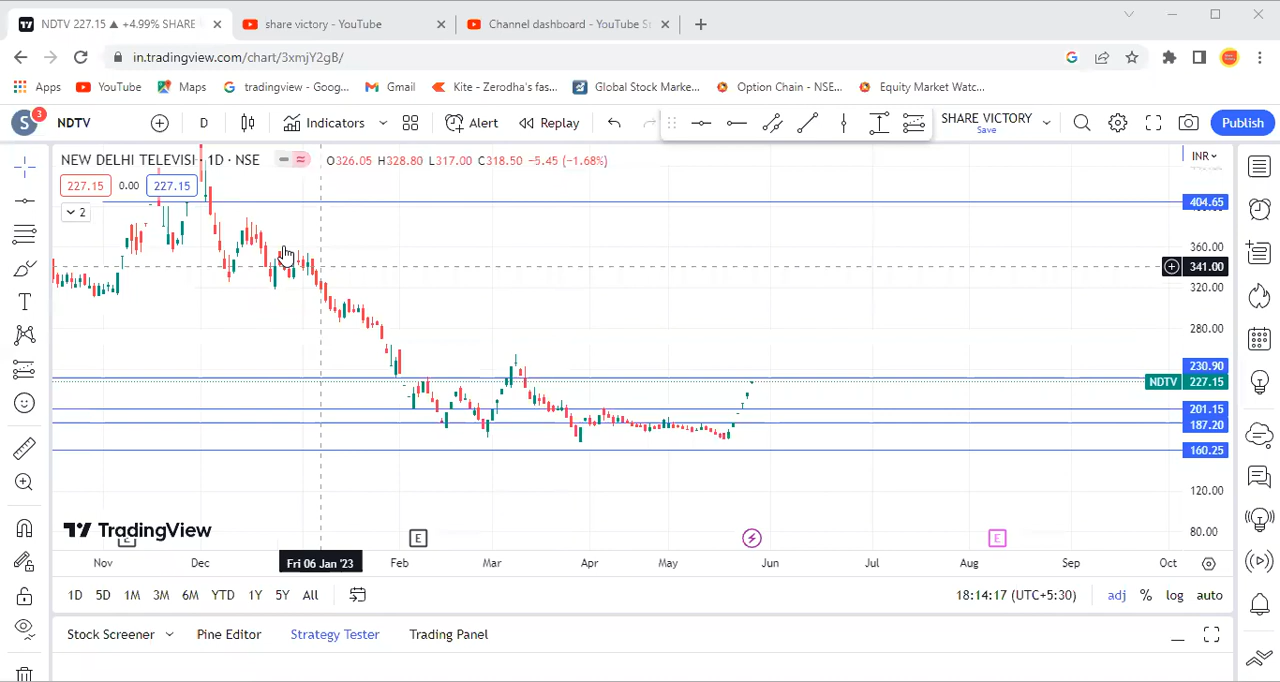 NDTV 227.15 ▲ +4.99% SHARE
share victory - YouTube
Channel dashboard - YouTube St
in.tradingview.com/chart/3xmjY2gB/
Apps
YouTube
Maps
tradingview - Goog...
Gmail
Kite - Zerodha's fas...
Global Stock Marke...
Option Chain - NSE...
Equity Market Watc...
S
3
NDTV
D
Indicators
Alert
Replay
SHARE VICTORY
Save
Publish
NEW DELHI TELEVISI · 1D · NSE
O326.05 H328.80 L317.00 C318.50 −5.45 (−1.68%)
INR
227.15
0.00
227.15
2
404.65
360.00
341.00
320.00
280.00
230.90
NDTV 227.15
201.15
187.20
160.25
120.00
80.00
TradingView
E
E
E
Nov
Dec
Fri 06 Jan '23
Feb
Mar
Apr
May
Jun
Jul
Aug
Sep
Oct
1D
5D
1M
3M
6M
YTD
1Y
5Y
All
18:14:17 (UTC+5:30)
adj
%
log
auto
Stock Screener
Pine Editor
Strategy Tester
Trading Panel